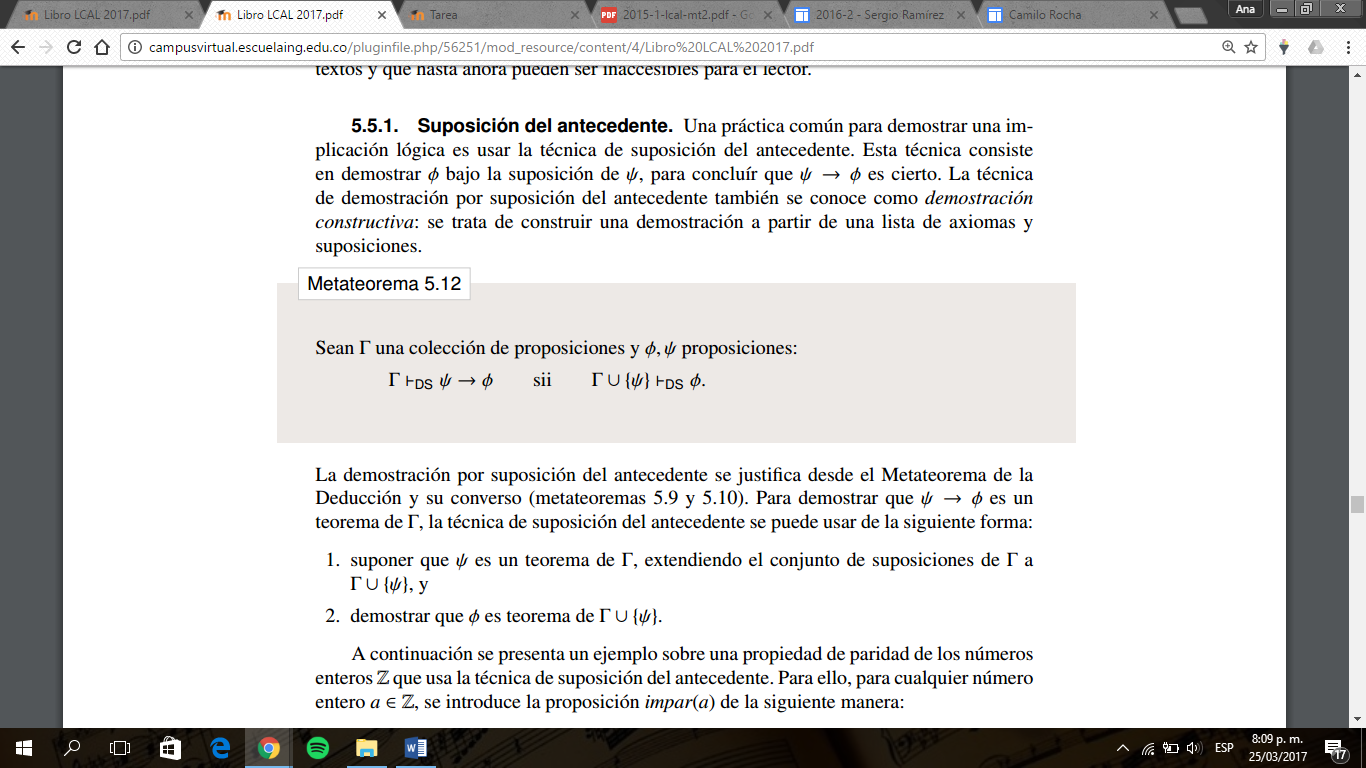 Libro LCAL 2017.pdf
Libro LCAL 2017.pdf
Tarea
2015-1-lcal-mt2.pdf - Go
2016-2 - Sergio Ramírez
Camilo Rocha
Ana
campusvirtual.escuelaing.edu.co/pluginfile.php/56251/mod_resource/content/4/Libro%20LCAL%202017.pdf
textos y que hasta ahora pueden ser inaccesibles para el lector.
5.5.1. Suposición del antecedente. Una práctica común para demostrar una im-
plicación lógica es usar la técnica de suposición del antecedente. Esta técnica consiste
en demostrar ϕ bajo la suposición de ψ, para concluír que ψ → ϕ es cierto. La técnica
de demostración por suposición del antecedente también se conoce como demostración
constructiva: se trata de construir una demostración a partir de una lista de axiomas y
suposiciones.
Metateorema 5.12
Sean Γ una colección de proposiciones y ϕ, ψ proposiciones:
Γ ⊢DS ψ → ϕ sii Γ ∪ {ψ} ⊢DS ϕ.
La demostración por suposición del antecedente se justifica desde el Metateorema de la
Deducción y su converso (metateoremas 5.9 y 5.10). Para demostrar que ψ → ϕ es un
teorema de Γ, la técnica de suposición del antecedente se puede usar de la siguiente forma:
1. suponer que ψ es un teorema de Γ, extendiendo el conjunto de suposiciones de Γ a
Γ ∪ {ψ}, y
2. demostrar que ϕ es teorema de Γ ∪ {ψ}.
A continuación se presenta un ejemplo sobre una propiedad de paridad de los números
enteros ℤ que usa la técnica de suposición del antecedente. Para ello, para cualquier número
entero a ∈ ℤ, se introduce la proposición impar(a) de la siguiente manera:
ESP
8:09 p. m.
25/03/2017
17